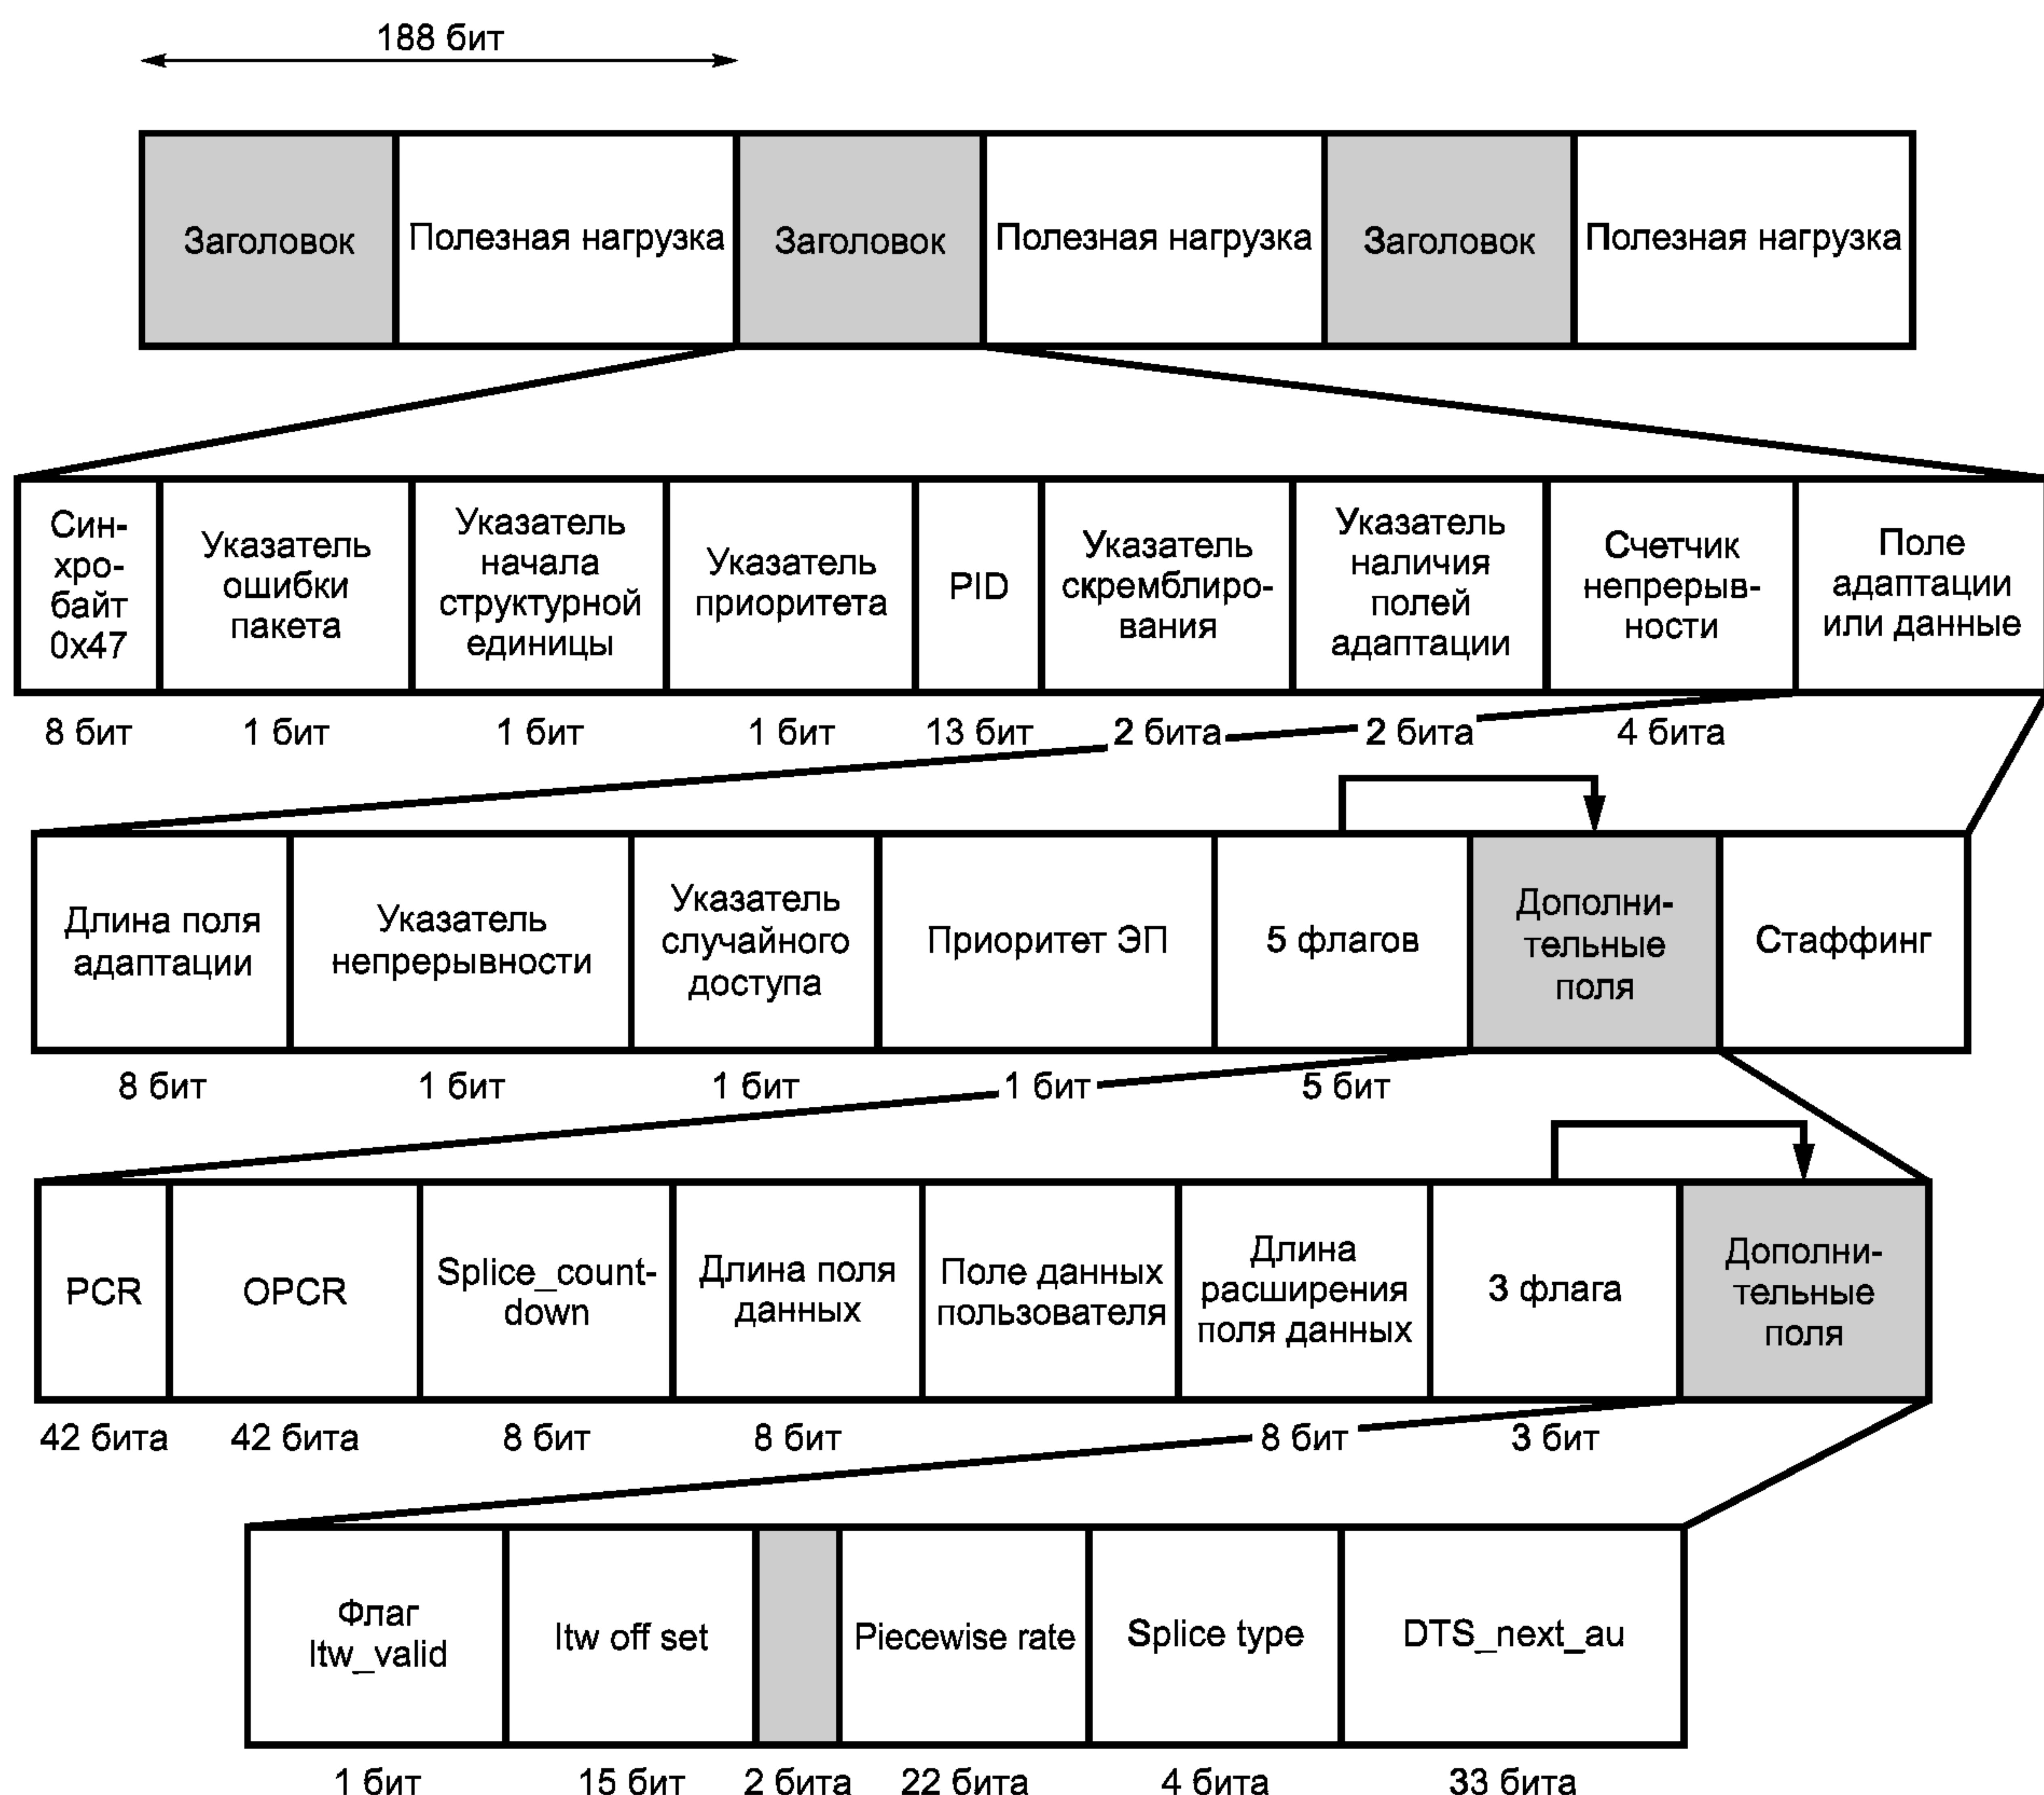 188 бит
Заголовок
Полезная нагрузка
Заголовок
Полезная нагрузка
Заголовок
Полезная нагрузка
Син-
хро-
байт
0x47
Указатель
ошибки
пакета
Указатель
начала
структурной
единицы
Указатель
приоритета
PID
Указатель
скремблиро-
вания
Указатель
наличия
полей
адаптации
Счетчик
непрерыв-
ности
Поле
адаптации
или данные
8 бит
1 бит
1 бит
1 бит
13 бит
2 бита
2 бита
4 бита
Длина поля
адаптации
Указатель
непрерывности
Указатель
случайного
доступа
Приоритет ЭП
5 флагов
Дополни-
тельные
поля
Стаффинг
8 бит
1 бит
1 бит
1 бит
5 бит
PCR
OPCR
Splice_count-
down
Длина поля
данных
Поле данных
пользователя
Длина
расширения
поля данных
3 флага
Дополни-
тельные
поля
42 бита
42 бита
8 бит
8 бит
8 бит
3 бит
Флаг
ltw_valid
ltw off set
Piecewise rate
Splice type
DTS_next_au
1 бит
15 бит
2 бита
22 бита
4 бита
33 бита